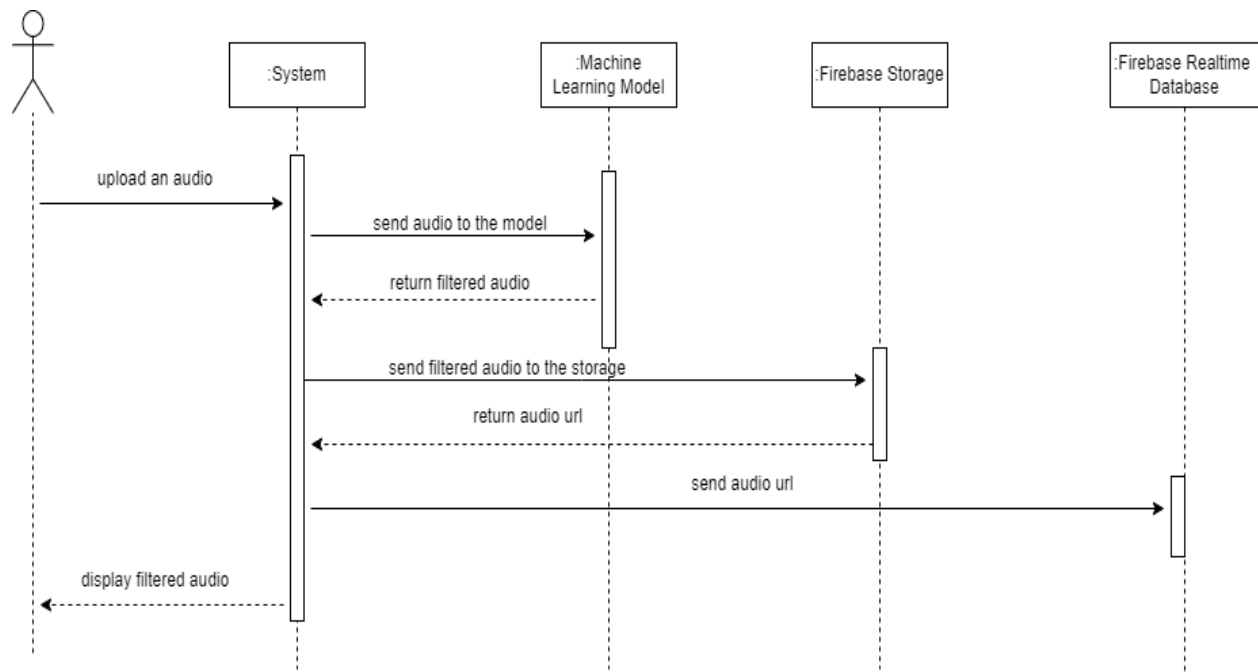 :System
:Machine
Learning Model
:Firebase Storage
:Firebase Realtime
Database
upload an audio
send audio to the model
return filtered audio
send filtered audio to the storage
return audio url
send audio url
display filtered audio